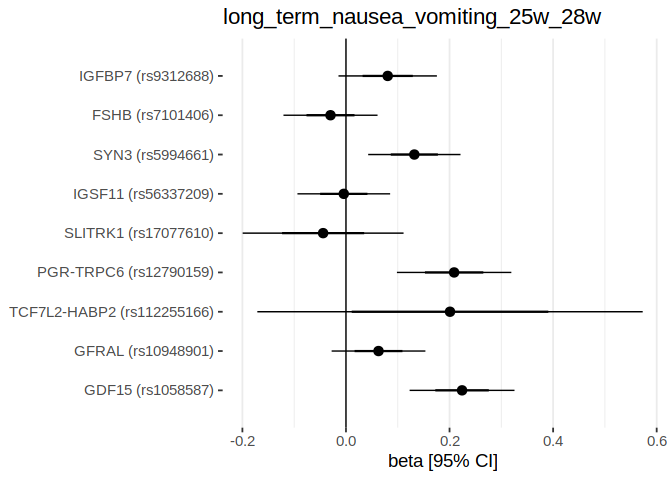 long_term_nausea_vomiting_25w_28w
IGFBP7 (rs9312688)
FSHB (rs7101406)
SYN3 (rs5994661)
IGSF11 (rs56337209)
SLITRK1 (rs17077610)
PGR-TRPC6 (rs12790159)
TCF7L2-HABP2 (rs112255166)
GFRAL (rs10948901)
GDF15 (rs1058587)
-0.2 0.0 0.2 0.4 0.6
beta [95% CI]